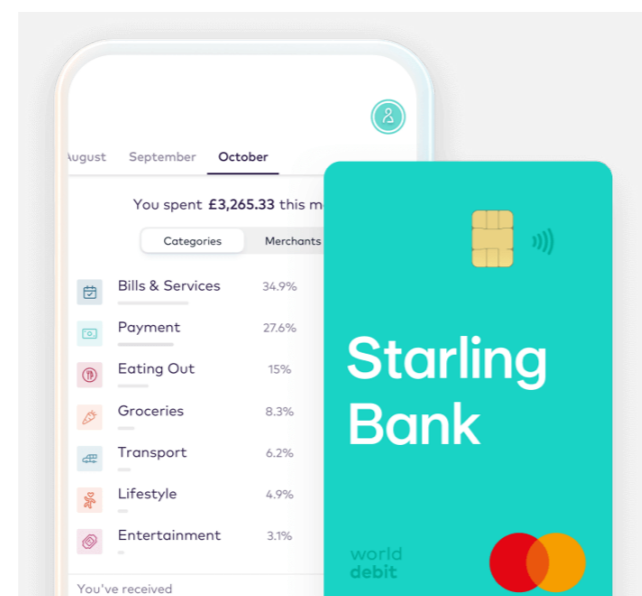 August September October
You spent £3,265.33 this m
Categories Merchants
Bills & Services 34.9%
Payment 27.6%
Eating Out 15%
Groceries 8.3%
Transport 6.2%
Lifestyle 4.9%
Entertainment 3.1%
You've received
Starling
Bank
world
debit